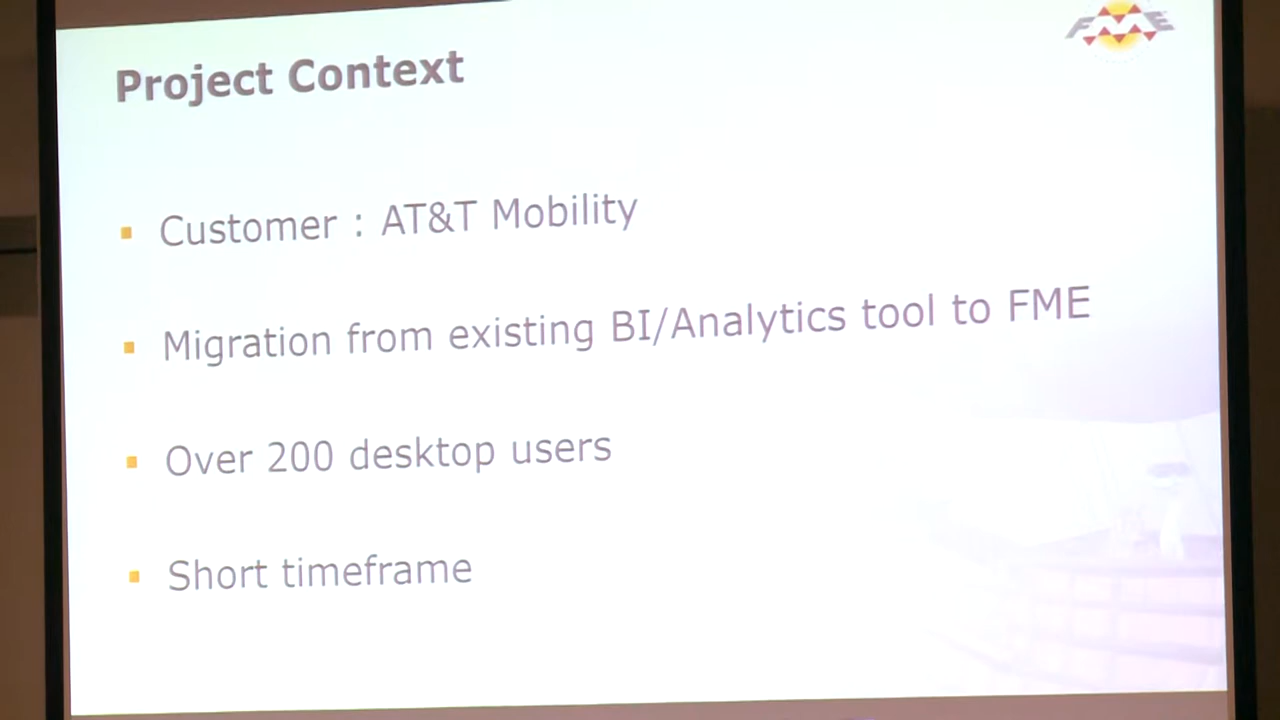 FME
Project Context
Customer : AT&T Mobility
Migration from existing BI/Analytics tool to FME
Over 200 desktop users
Short timeframe